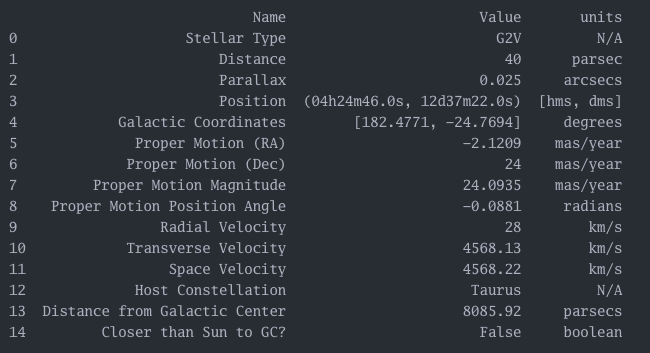 Name Value units
0 Stellar Type G2V N/A
1 Distance 40 parsec
2 Parallax 0.025 arcsecs
3 Position (04h24m46.0s, 12d37m22.0s) [hms, dms]
4 Galactic Coordinates [182.4771, −24.7694] degrees
5 Proper Motion (RA) −2.1209 mas/year
6 Proper Motion (Dec) 24 mas/year
7 Proper Motion Magnitude 24.0935 mas/year
8 Proper Motion Position Angle −0.0881 radians
9 Radial Velocity 28 km/s
10 Transverse Velocity 4568.13 km/s
11 Space Velocity 4568.22 km/s
12 Host Constellation Taurus N/A
13 Distance from Galactic Center 8085.92 parsecs
14 Closer than Sun to GC? False boolean